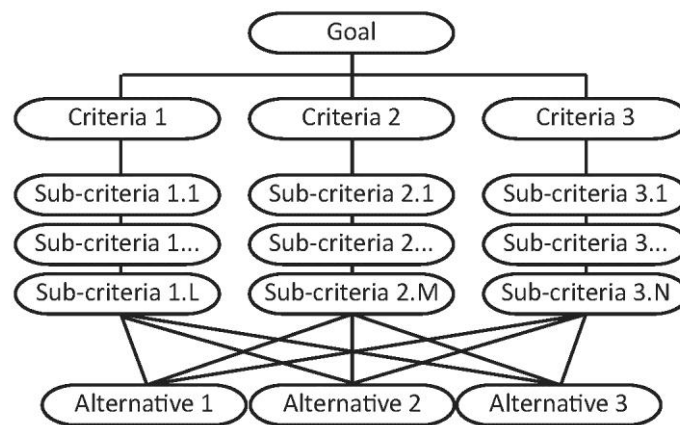 Goal
Criteria 1
Criteria 2
Criteria 3
Sub-criteria 1.1
Sub-criteria 2.1
Sub-criteria 3.1
Sub-criteria 1...
Sub-criteria 2...
Sub-criteria 3...
Sub-criteria 1.L
Sub-criteria 2.M
Sub-criteria 3.N
Alternative 1
Alternative 2
Alternative 3